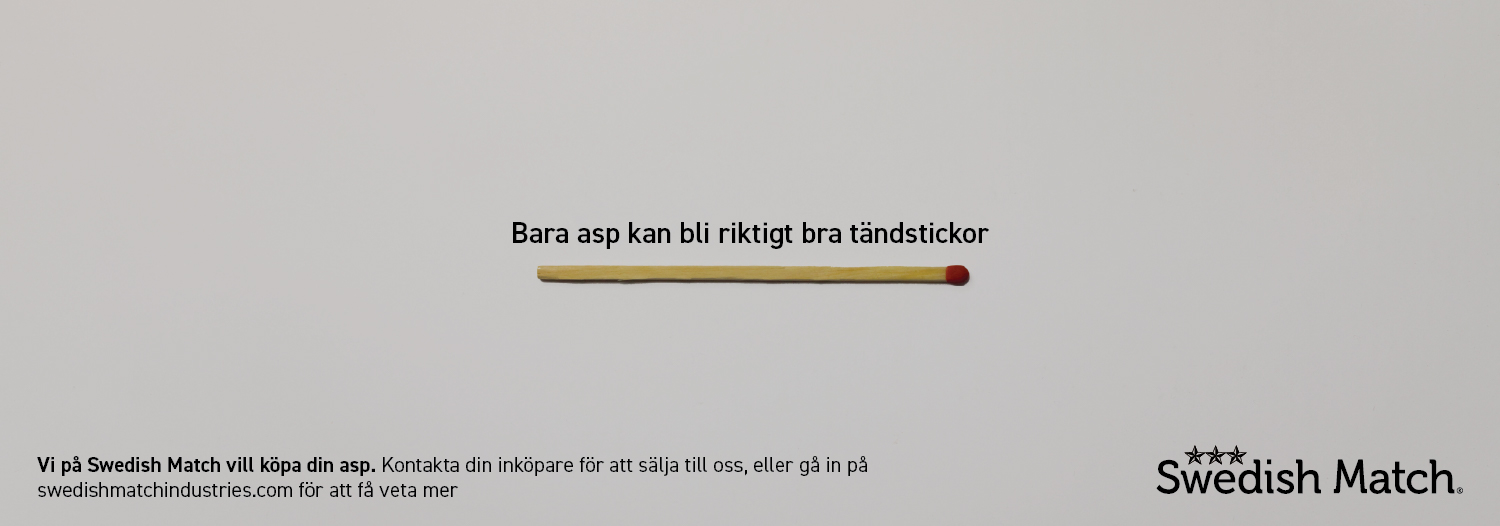 Bara asp kan bli riktigt bra tändstickor
Vi på Swedish Match vill köpa din asp. Kontakta din inköpare för att sälja till oss, eller gå in på
swedishmatchindustries.com för att få veta mer
Swedish Match®